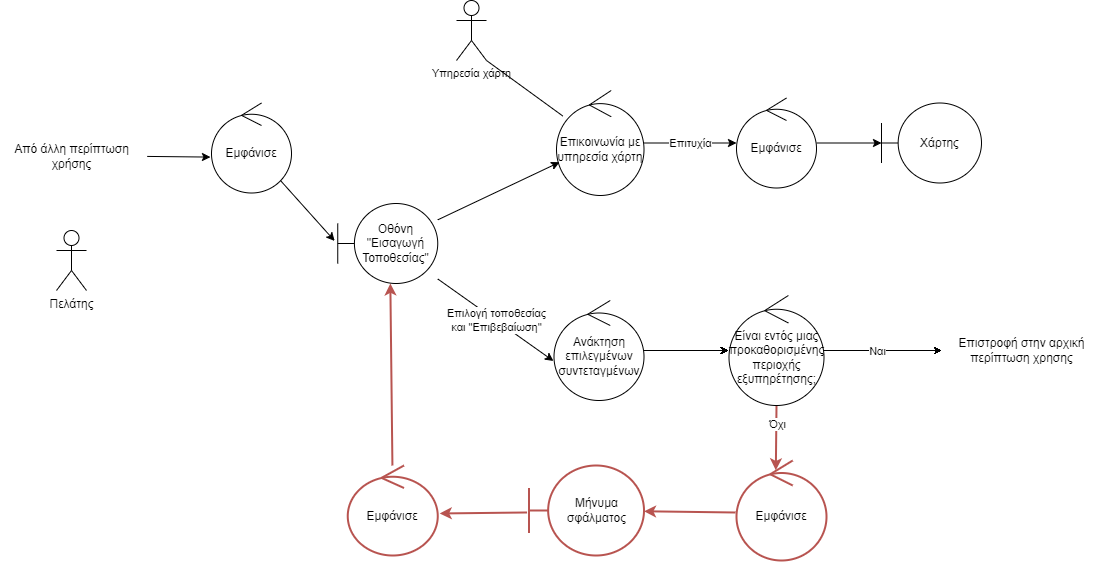 Υπηρεσία χάρτη
Από άλλη περίπτωση
χρήσης
Εμφάνισε
Επικοινωνία με
υπηρεσία χάρτη
Επιτυχία
Εμφάνισε
Χάρτης
Οθόνη
"Εισαγωγή
Τοποθεσίας"
Πελάτης
Επιλογή τοποθεσίας
και "Επιβεβαίωση"
Ανάκτηση
επιλεγμένων
συντεταγμένων
Είναι εντός μιας
προκαθορισμένης
περιοχής
εξυπηρέτησης;
Ναι
Επιστροφή στην αρχική
περίπτωση χρησης
Όχι
Εμφάνισε
Μήνυμα
σφάλματος
Εμφάνισε